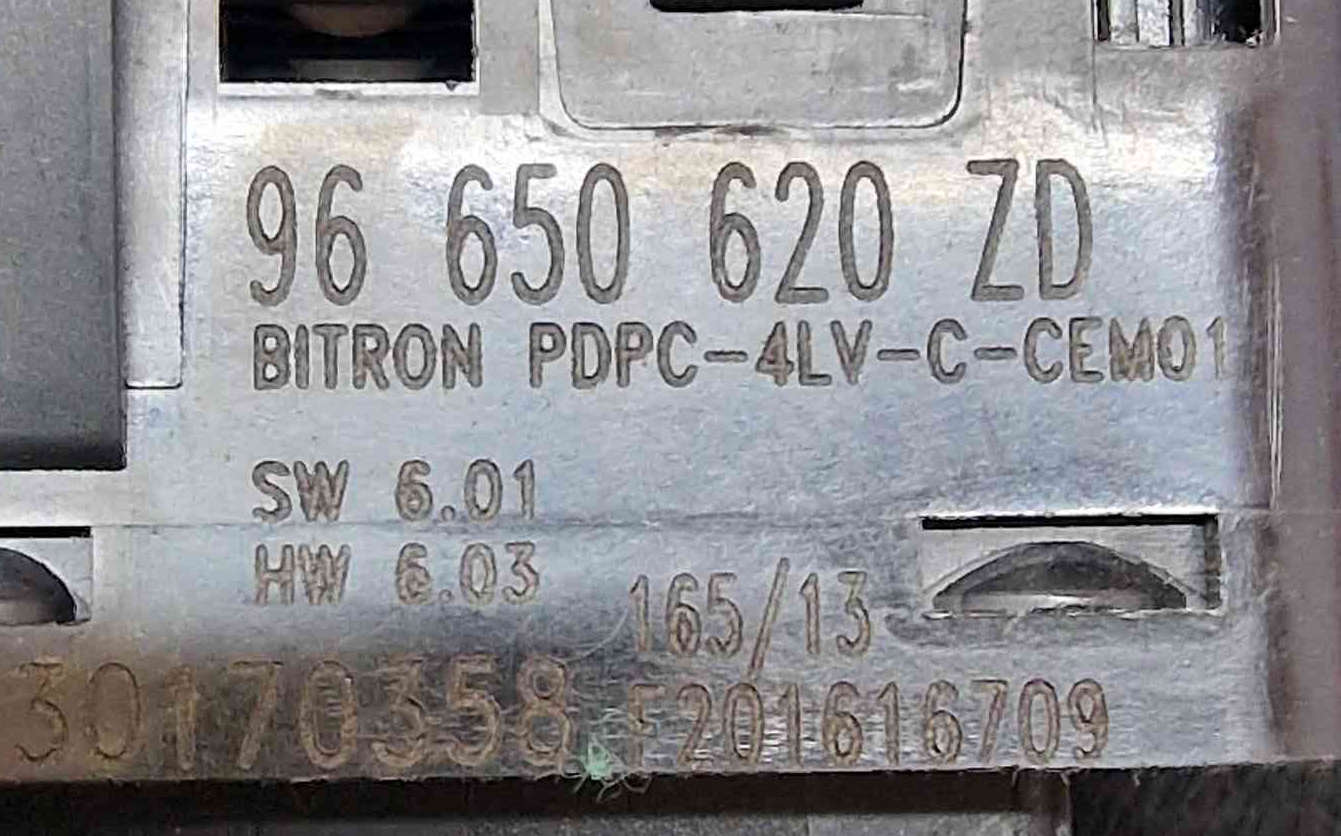 96 650 620 ZD
BITRON PDPC-4LV-C-CEM01
SW 6.01
HW 6.03
165/13
30170358 F201616709